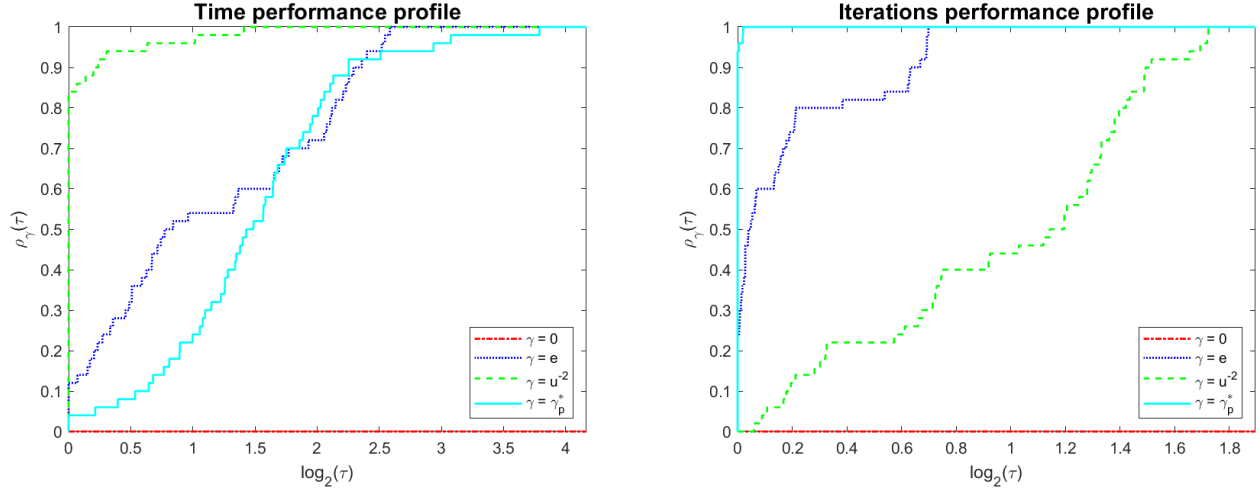 Time performance profile
1
0.9
0.8
0.7
0.6
0.5
0.4
0.3
0.2
0.1
0
ρ_γ(τ)
0 0.5 1 1.5 2 2.5 3 3.5 4
log_2(τ)
γ = 0
γ = e
γ = u^{-2}
γ = γ_p^*
Iterations performance profile
1
0.9
0.8
0.7
0.6
0.5
0.4
0.3
0.2
0.1
0
ρ_γ(τ)
0 0.2 0.4 0.6 0.8 1 1.2 1.4 1.6 1.8
log_2(τ)
γ = 0
γ = e
γ = u^{-2}
γ = γ_p^*